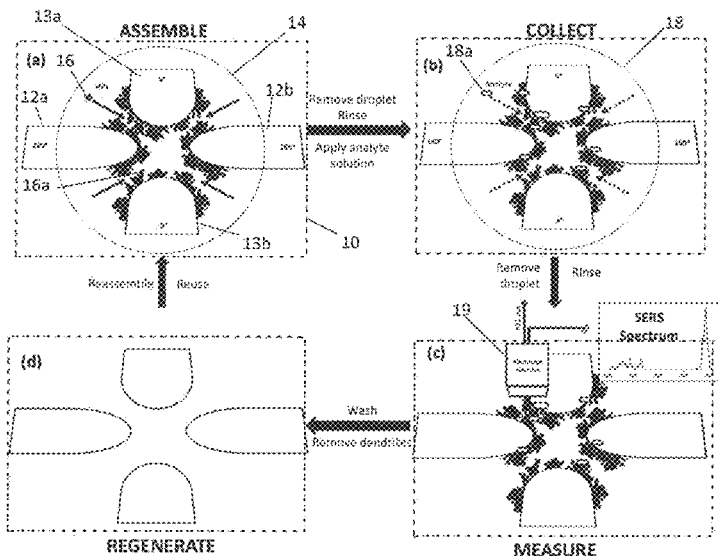 ASSEMBLE
COLLECT
13a
14
18
(a)
16
18a
(b)
12a
12b
Remove droplet
Rinse
Apply analyte
solution
16a
13b
10
Reassemble
Reuse
Remove
droplet
Rinse
19
SERS
Spectrum
(d)
(c)
Wash
Remove dendrites
REGENERATE
MEASURE